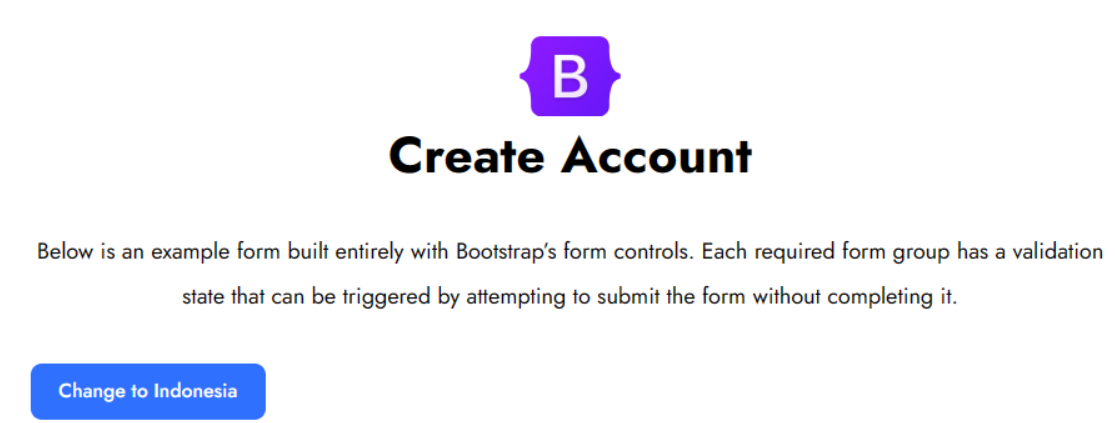 B
Create Account
Below is an example form built entirely with Bootstrap's form controls. Each required form group has a validation
state that can be triggered by attempting to submit the form without completing it.
Change to Indonesia